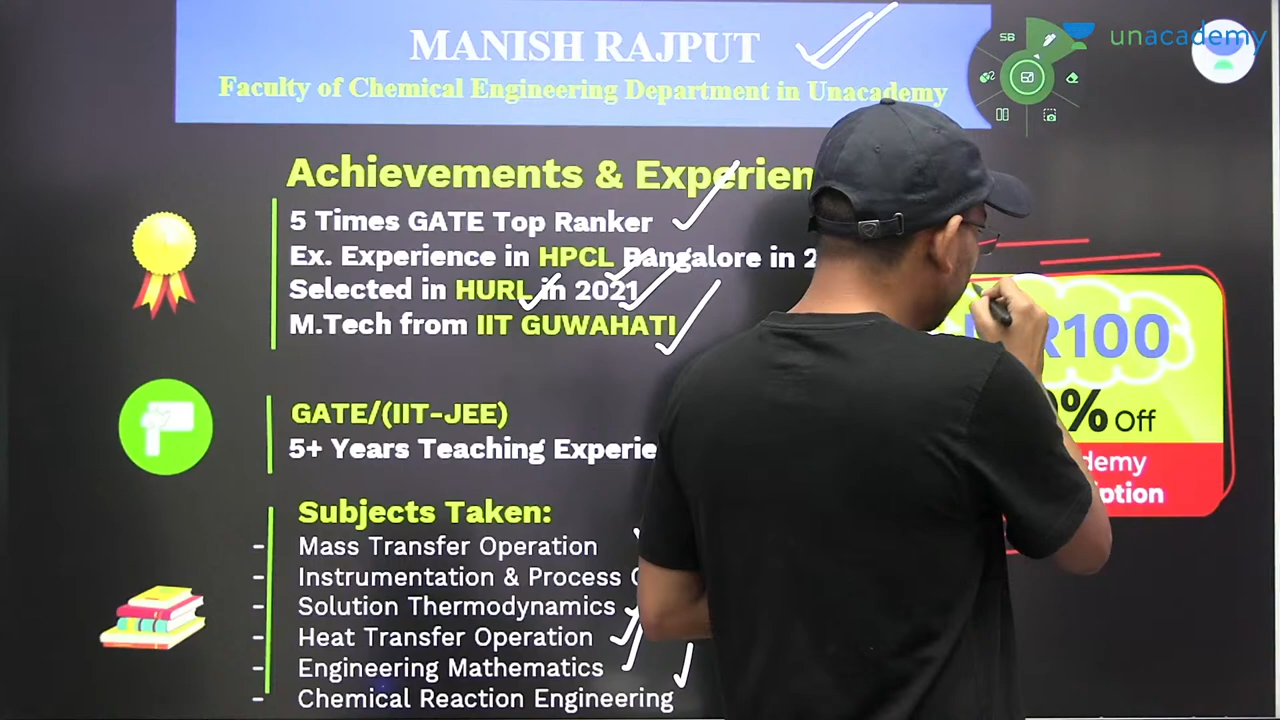 MANISH RAJPUT
Faculty of Chemical Engineering Department in Unacademy
SB
unacademy
Achievements & Experien
5 Times GATE Top Ranker
Ex. Experience in HPCL Bangalore in 2
Selected in HURL in 2021
M.Tech from IIT GUWAHATI
R100
% Off
demy
ption
GATE/(IIT-JEE)
5+ Years Teaching Experie
Subjects Taken:
- Mass Transfer Operation
- Instrumentation & Process
- Solution Thermodynamics
- Heat Transfer Operation
- Engineering Mathematics
- Chemical Reaction Engineering